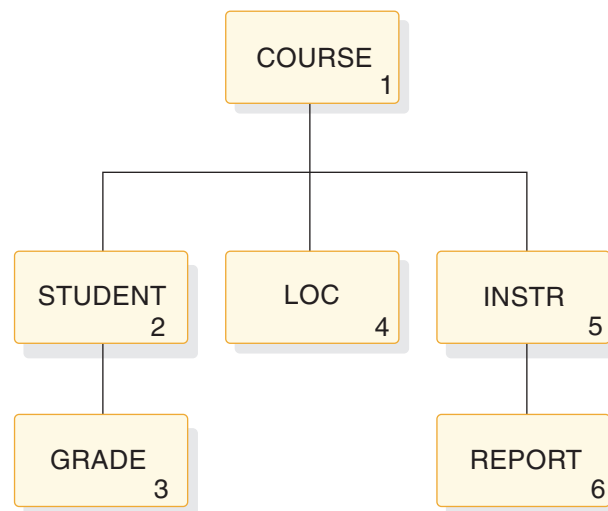 COURSE
1
STUDENT
2
LOC
4
INSTR
5
GRADE
3
REPORT
6